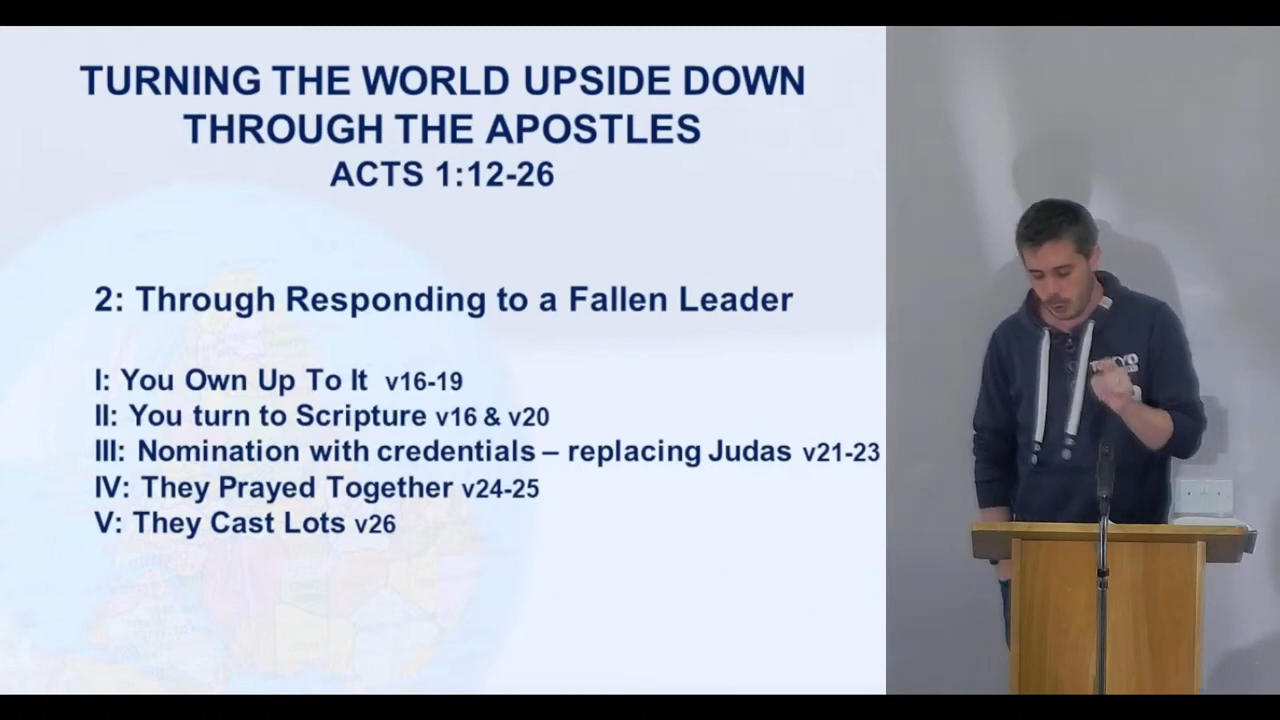 TURNING THE WORLD UPSIDE DOWN
THROUGH THE APOSTLES
ACTS 1:12-26
2: Through Responding to a Fallen Leader
I: You Own Up To It v16-19
II: You turn to Scripture v16 & v20
III: Nomination with credentials – replacing Judas v21-23
IV: They Prayed Together v24-25
V: They Cast Lots v26